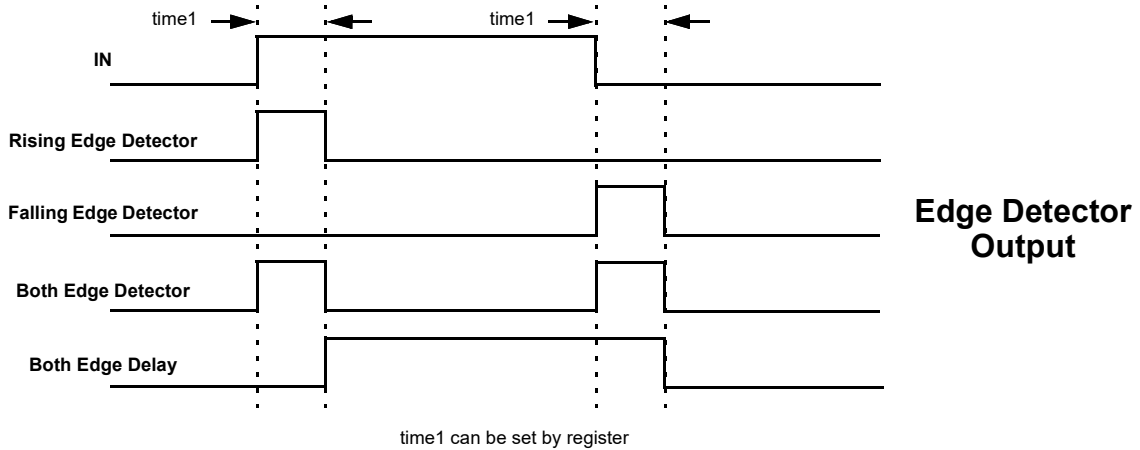 time1
time1
IN
Rising Edge Detector
Falling Edge Detector
Both Edge Detector
Both Edge Delay
Edge Detector
Output
time1 can be set by register